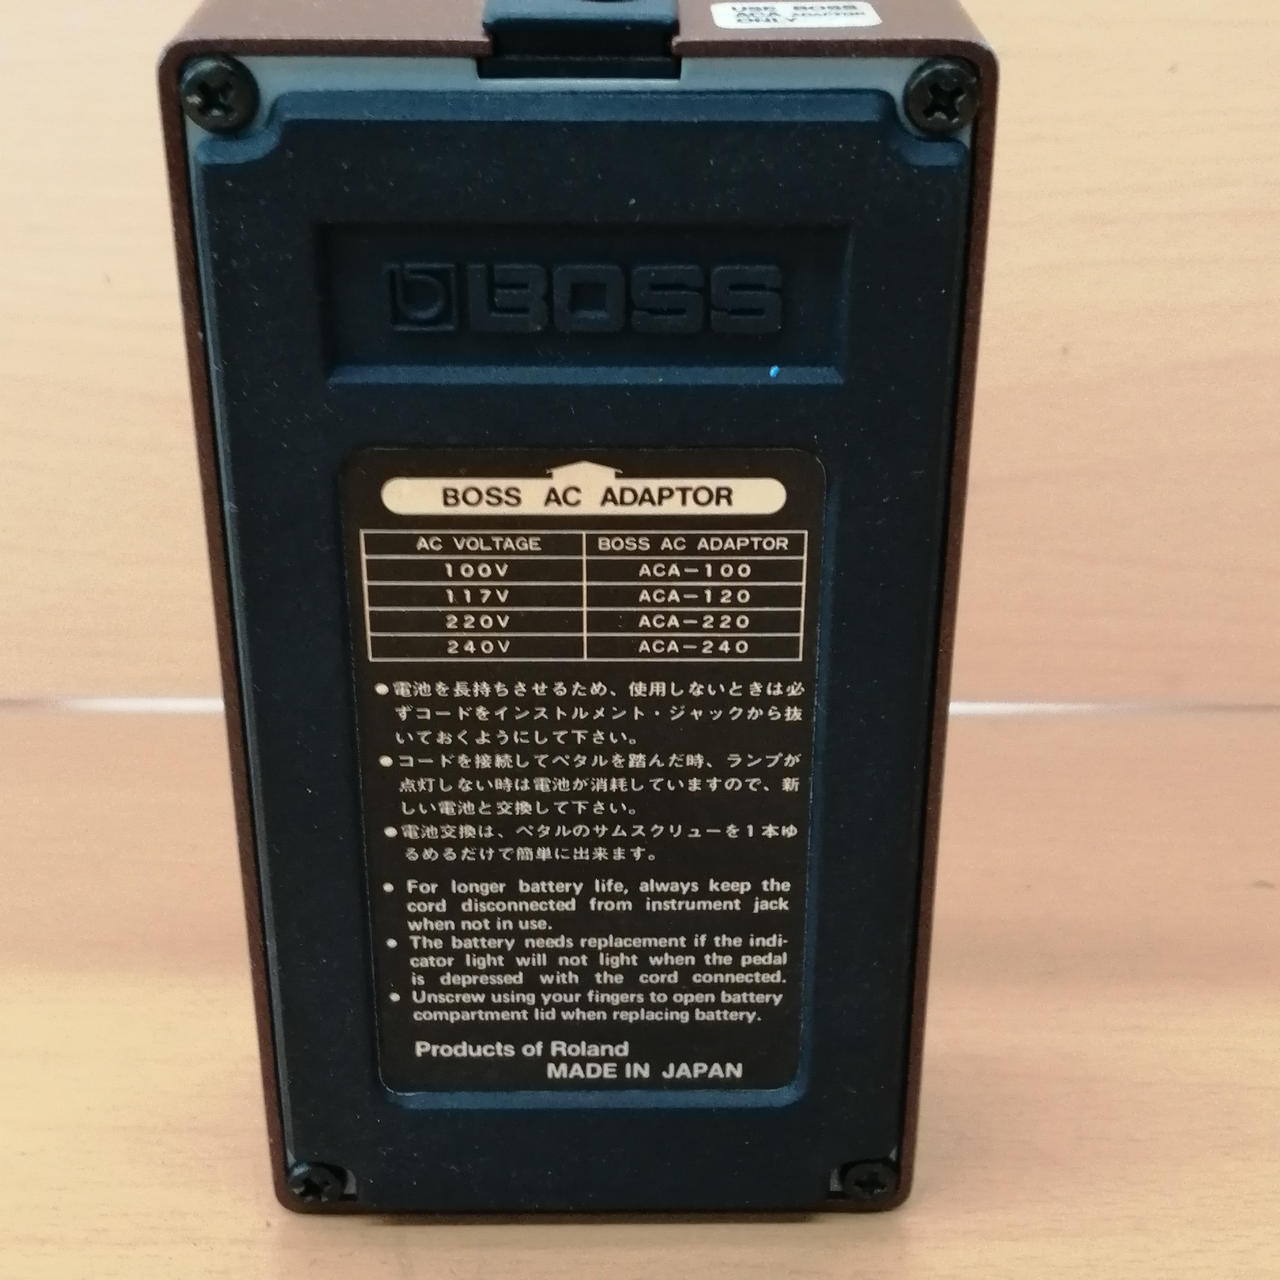 USE BOSS
ACA ADAPTOR
ONLY
BOSS
BOSS AC ADAPTOR
AC VOLTAGE BOSS AC ADAPTOR
100V ACA-100
117V ACA-120
220V ACA-220
240V ACA-240
●電池を長持ちさせるため、使用しないときは必
ずコードをインストルメント・ジャックから抜
いておくようにして下さい。
●コードを接続してペタルを踏んだ時、ランプが
点灯しない時は電池が消耗していますので、新
しい電池と交換して下さい。
●電池交換は、ペタルのサムスクリューを1本ゆ
るめるだけで簡単に出来ます。
● For longer battery life, always keep the
cord disconnected from instrument jack
when not in use.
● The battery needs replacement if the indi-
cator light will not light when the pedal
is depressed with the cord connected.
● Unscrew using your fingers to open battery
compartment lid when replacing battery.
Products of Roland
MADE IN JAPAN